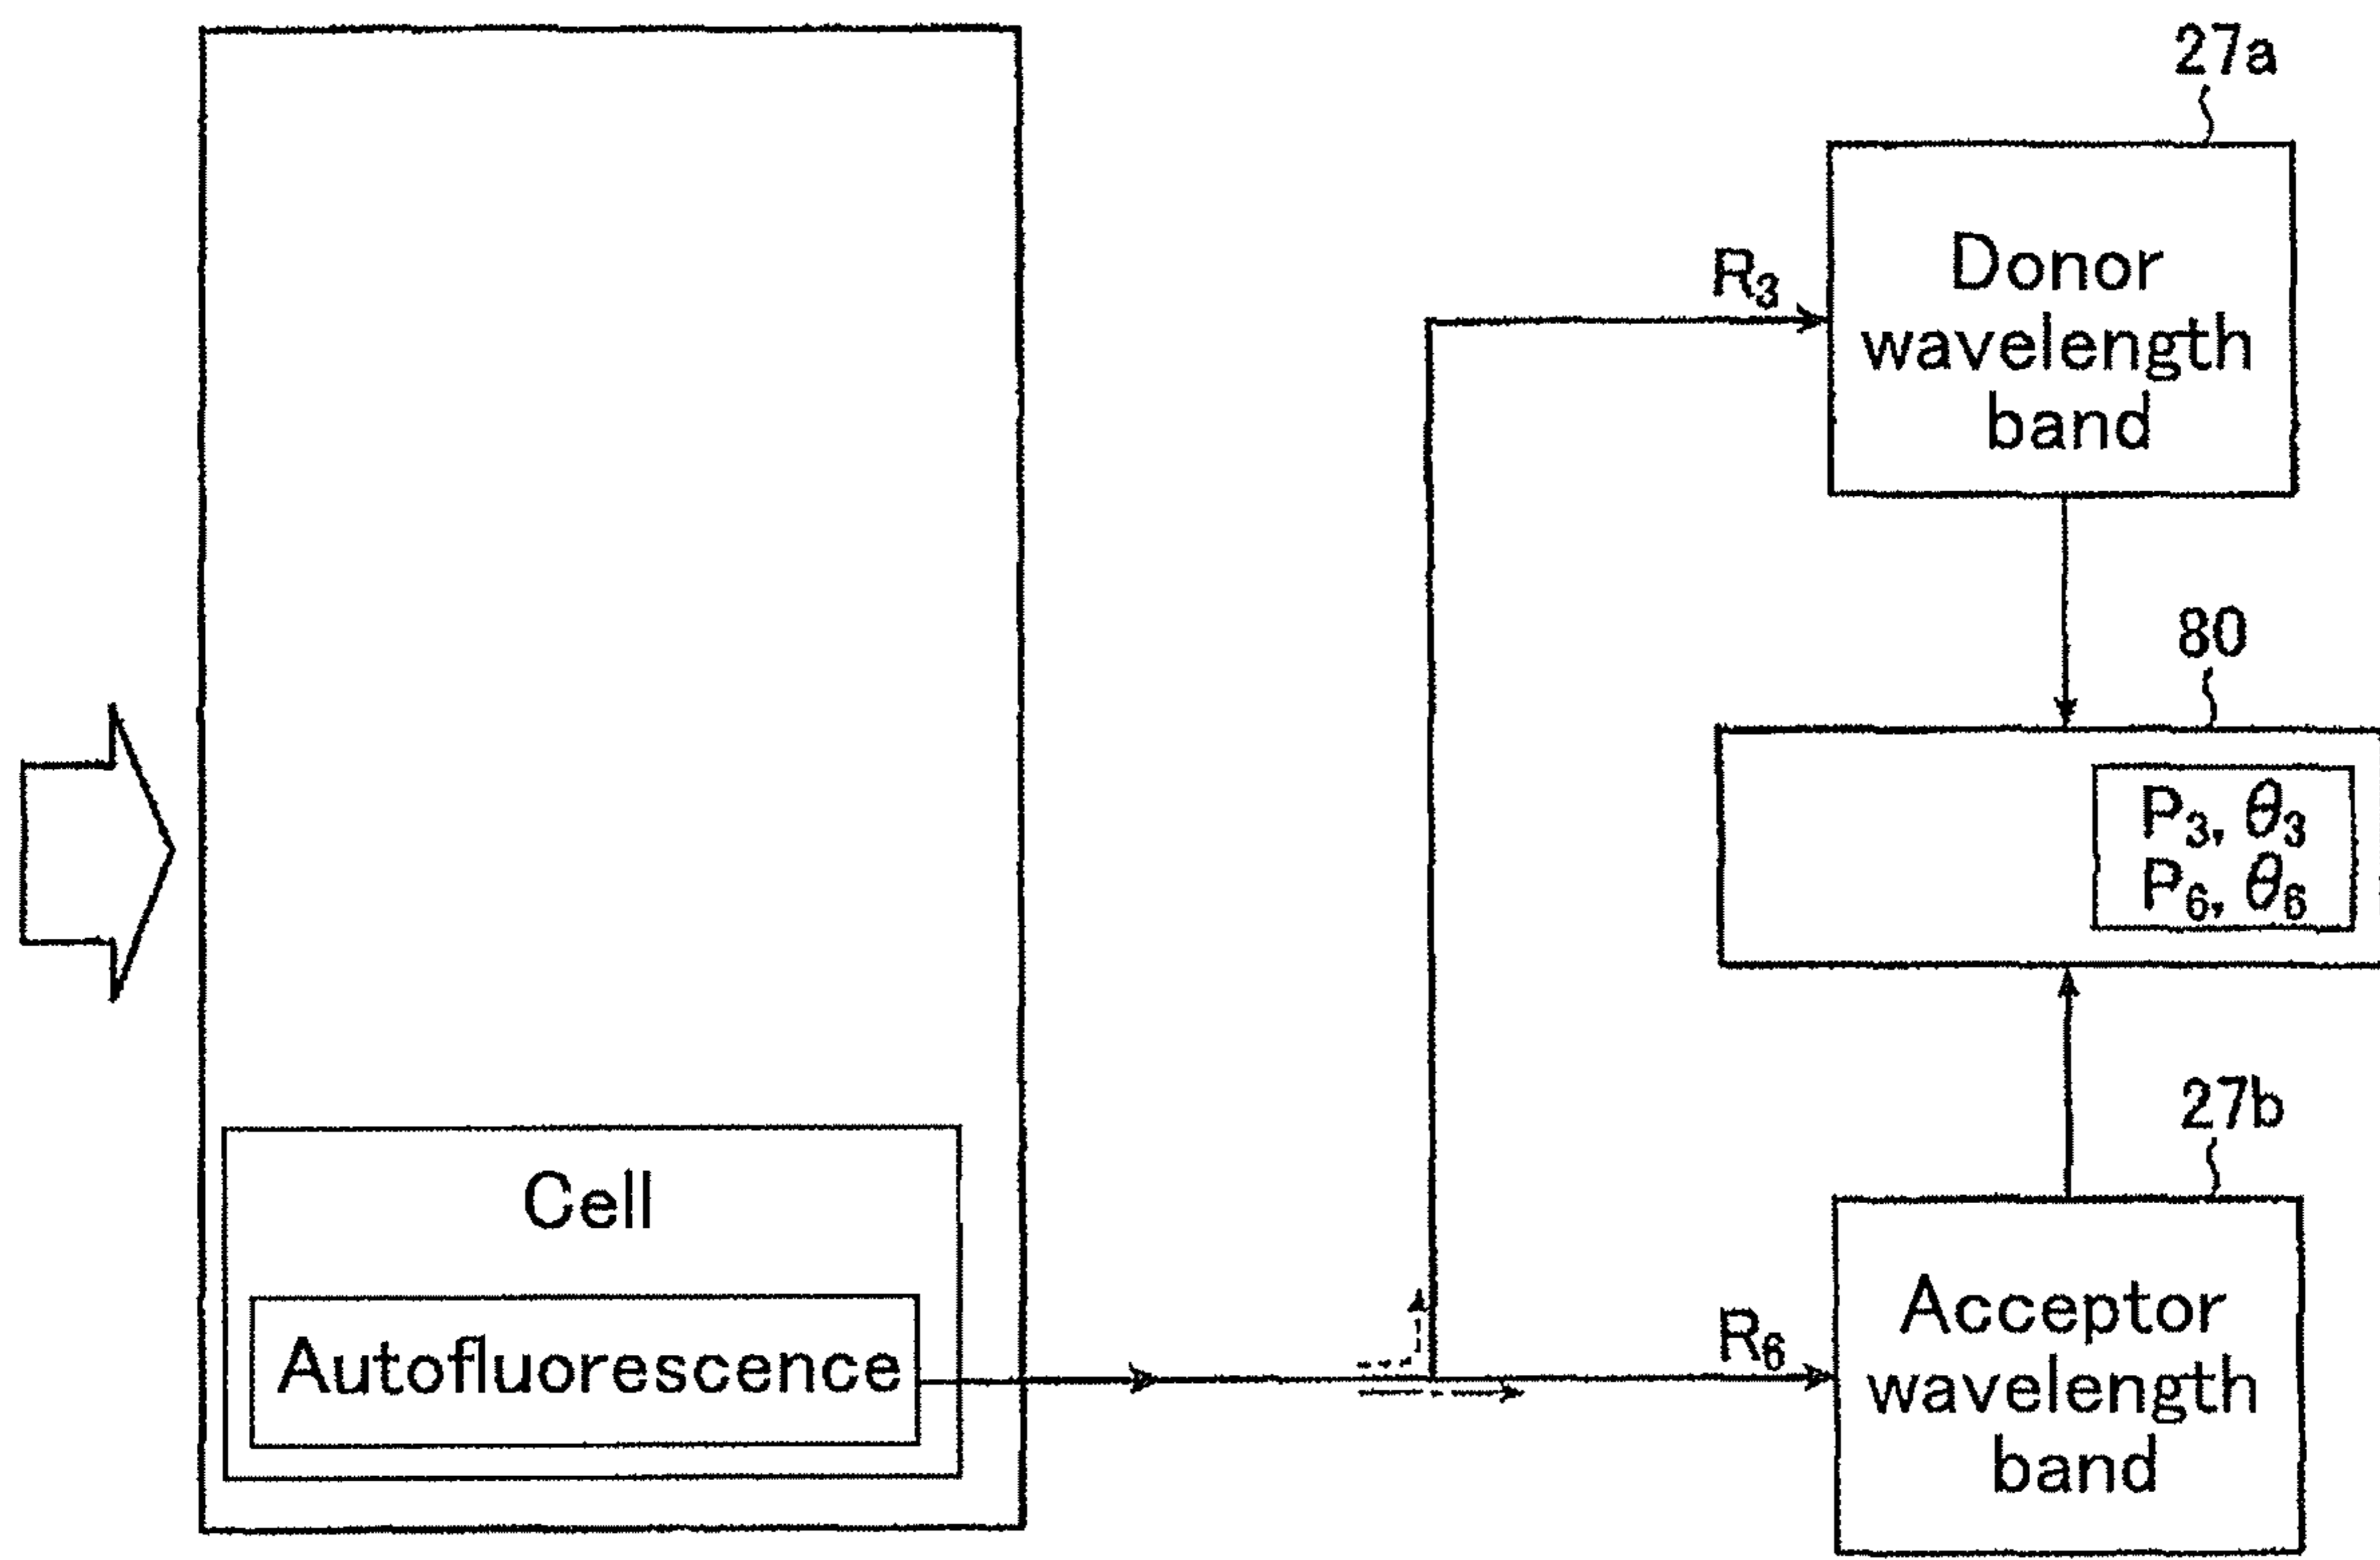 27a
R₃
Donor
wavelength
band
80
P₃, θ₃
P₆, θ₆
27b
Cell
Autofluorescence
R₆
Acceptor
wavelength
band